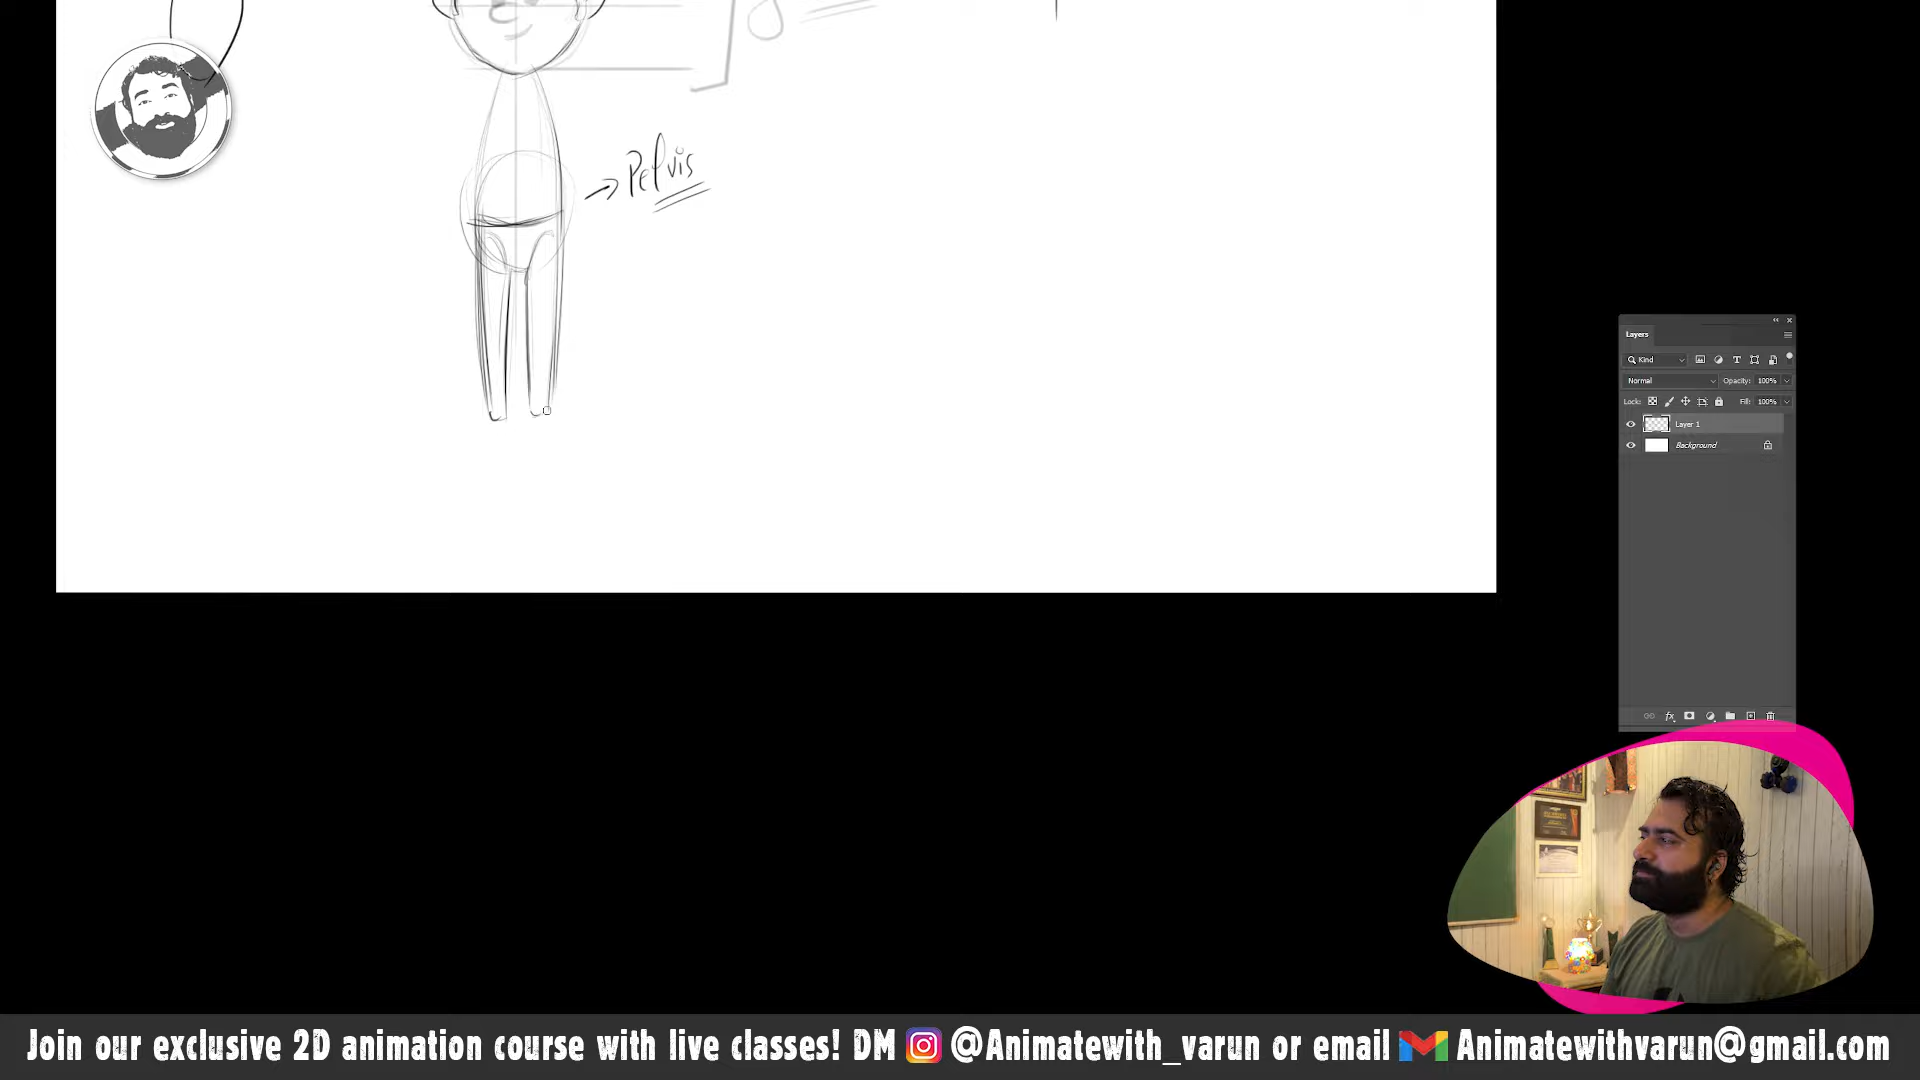 Pelvis
Layers
Kind
Normal
Opacity: 100%
Lock:
Fill: 100%
Layer 1
Background
fx
Join our exclusive 2D animation course with live classes! DM @Animatewith_varun or email Animatewithvarun@gmail.com